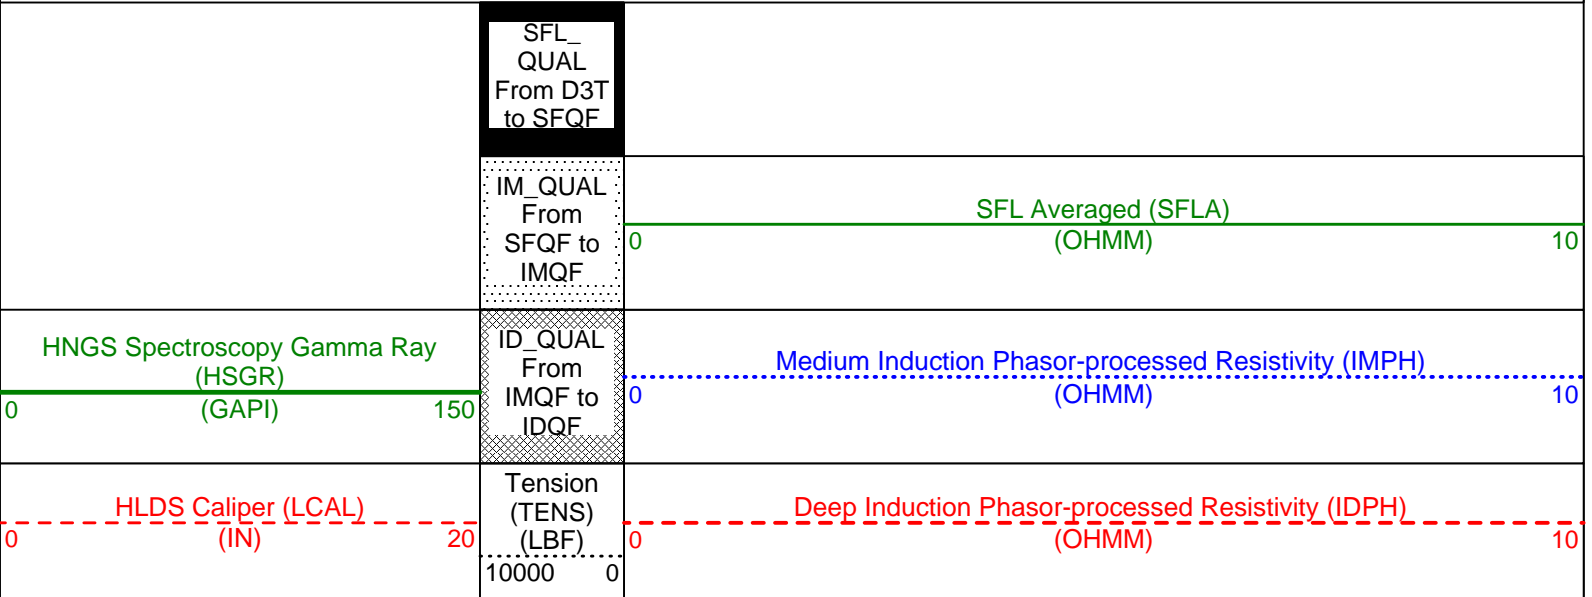 SFL_
QUAL
From D3T
to SFQF
IM_QUAL
From
SFQF to
IMQF
SFL Averaged (SFLA)
0 (OHMM) 10
HNGS Spectroscopy Gamma Ray
(HSGR)
0 (GAPI) 150
ID_QUAL
From
IMQF to
IDQF
Medium Induction Phasor-processed Resistivity (IMPH)
0 (OHMM) 10
HLDS Caliper (LCAL)
0 (IN) 20
Tension
(TENS)
(LBF)
10000 0
Deep Induction Phasor-processed Resistivity (IDPH)
0 (OHMM) 10